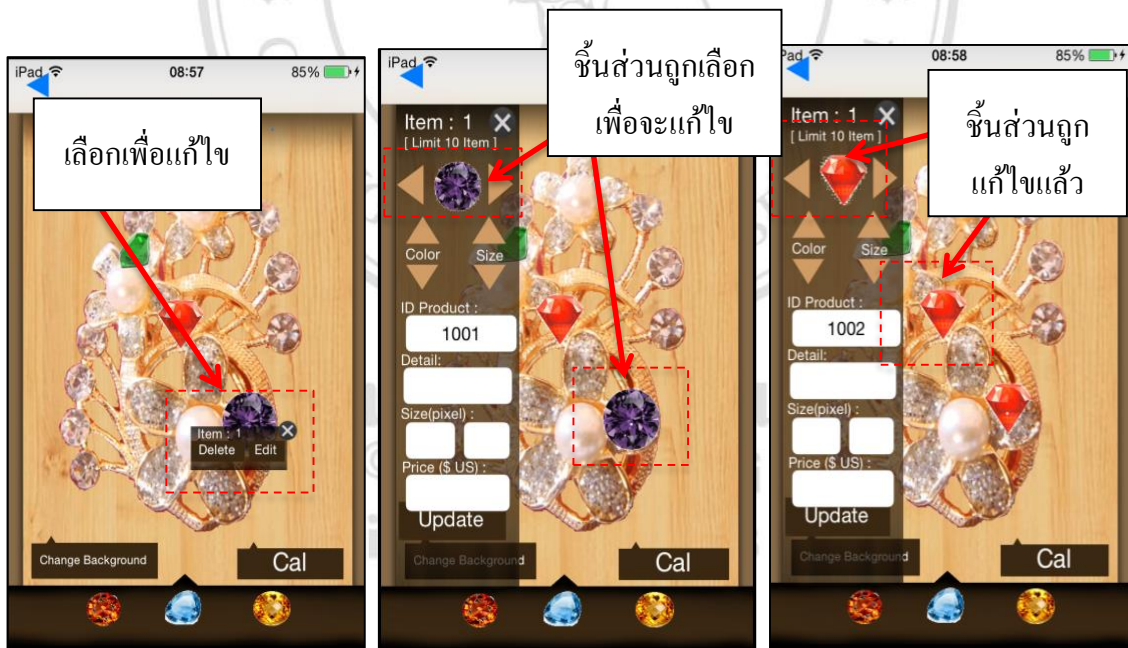 iPad
08:57
85%
เลือกเพื่อแก้ไข
Item : 1
Delete Edit
Change Background
Cal
iPad
ชิ้นส่วนถูกเลือก
เพื่อจะแก้ไข
Item : 1
[ Limit 10 Item ]
Color Size
ID Product :
1001
Detail:
Size(pixel) :
Price ($ US) :
Update
Change Background
Cal
Pad
08:58
85%
ชิ้นส่วนถูก
แก้ไขแล้ว
Item : 1
[ Limit 10 Item ]
Color Size
ID Product :
1002
Detail:
Size(pixel) :
Price ($ US) :
Update
Change Background
Cal